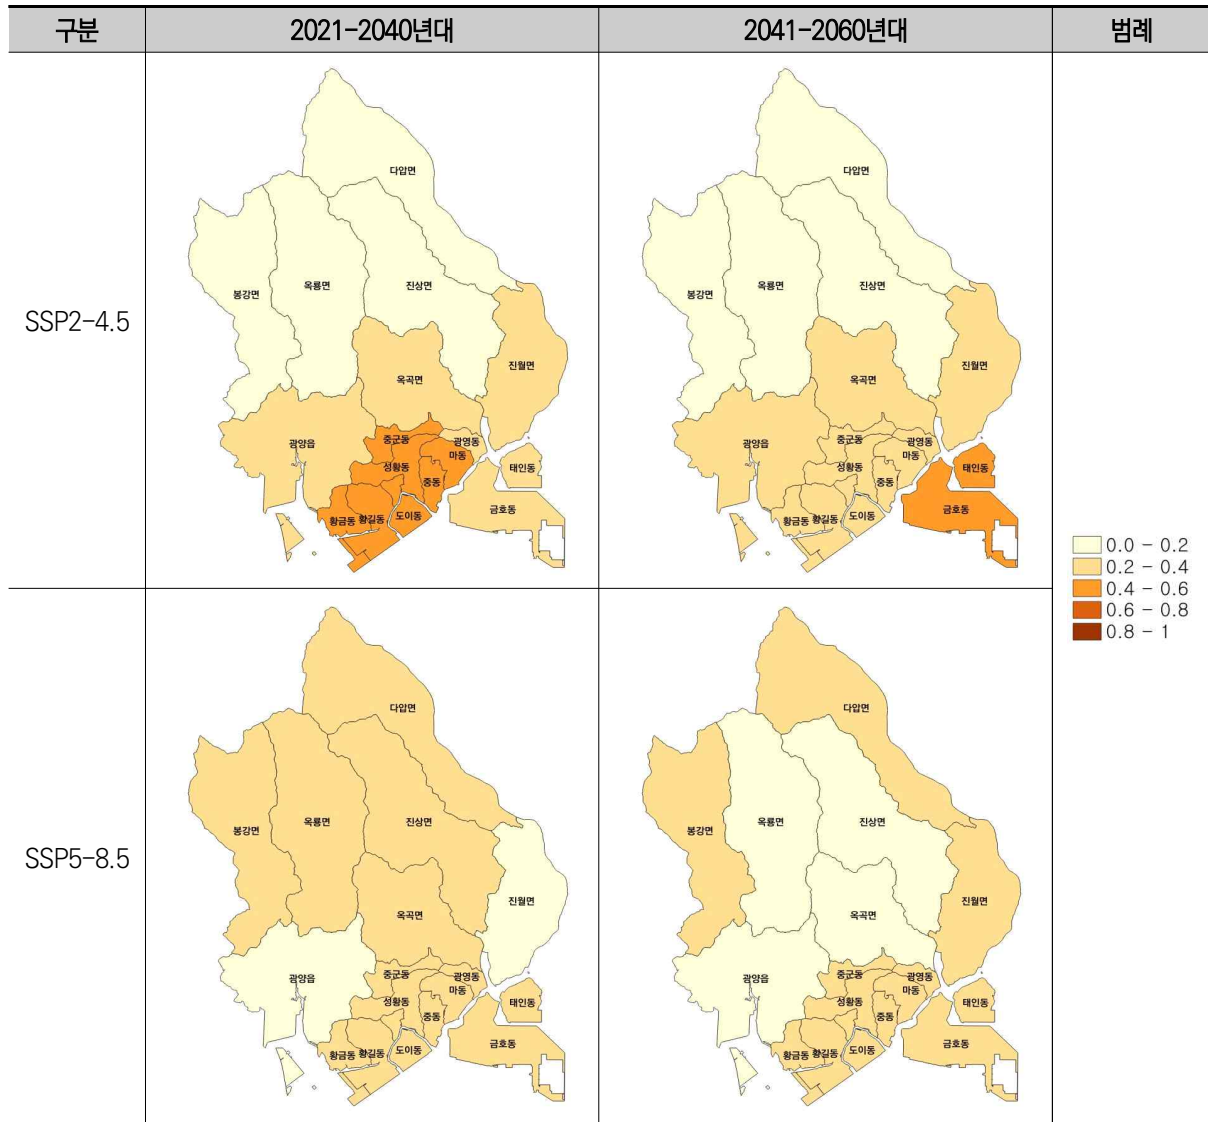 구분 2021-2040년대 2041-2060년대 범례
SSP2-4.5
다압면
봉강면
옥룡면
진상면
진월면
옥곡면
광양읍
중군동
광영동
마동
성황동
중동
태인동
금호동
황금동
황길동
도이동
다압면
봉강면
옥룡면
진상면
진월면
옥곡면
광양읍
중군동
광영동
마동
성황동
중동
태인동
금호동
황금동
황길동
도이동
0.0 - 0.2
0.2 - 0.4
0.4 - 0.6
0.6 - 0.8
0.8 - 1
SSP5-8.5
다압면
봉강면
옥룡면
진상면
진월면
옥곡면
광양읍
중군동
광영동
마동
성황동
중동
태인동
금호동
황금동
황길동
도이동
다압면
봉강면
옥룡면
진상면
진월면
옥곡면
광양읍
중군동
광영동
마동
성황동
중동
태인동
금호동
황금동
황길동
도이동